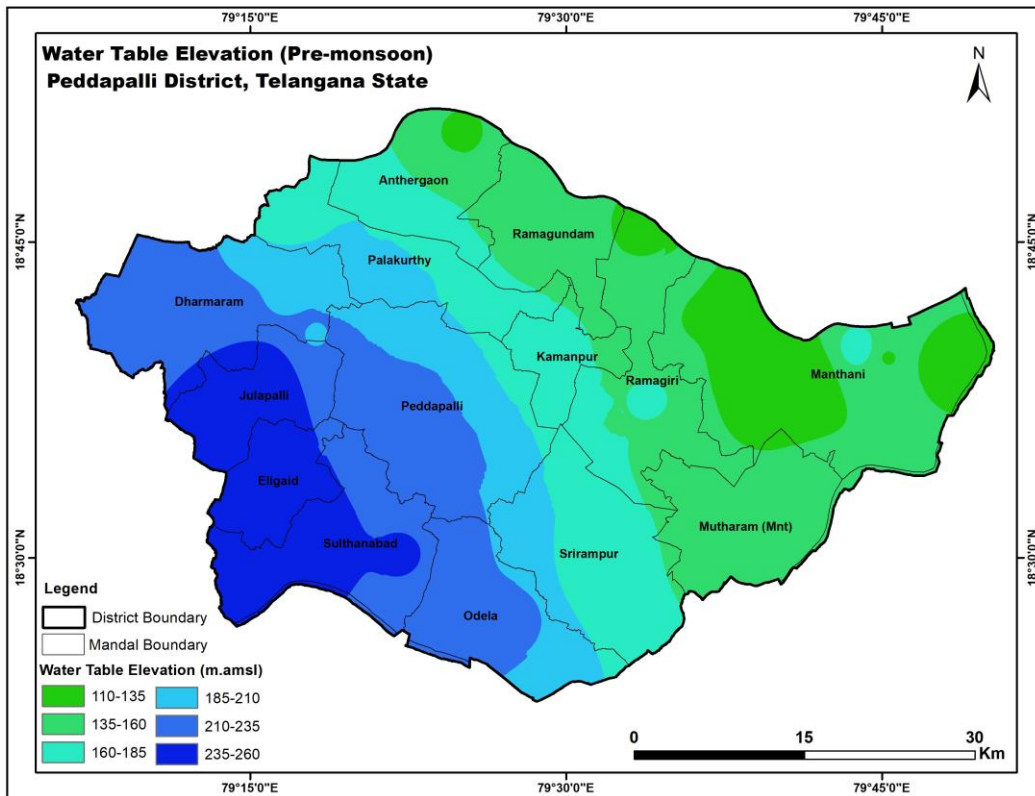 79°15'0"E
79°30'0"E
79°45'0"E
Water Table Elevation (Pre-monsoon)
Peddapalli District, Telangana State
N
18°45'0"N
18°45'0"N
18°30'0"N
18°30'0"N
Anthergaon
Ramagundam
Palakurthy
Dharmaram
Kamanpur
Manthani
Ramagiri
Julapalli
Peddapalli
Eligaid
Mutharam (Mnt)
Sulthanabad
Srirampur
Odela
Legend
District Boundary
Mandal Boundary
Water Table Elevation (m.amsl)
110-135
185-210
135-160
210-235
160-185
235-260
0
15
30
Km
79°15'0"E
79°30'0"E
79°45'0"E